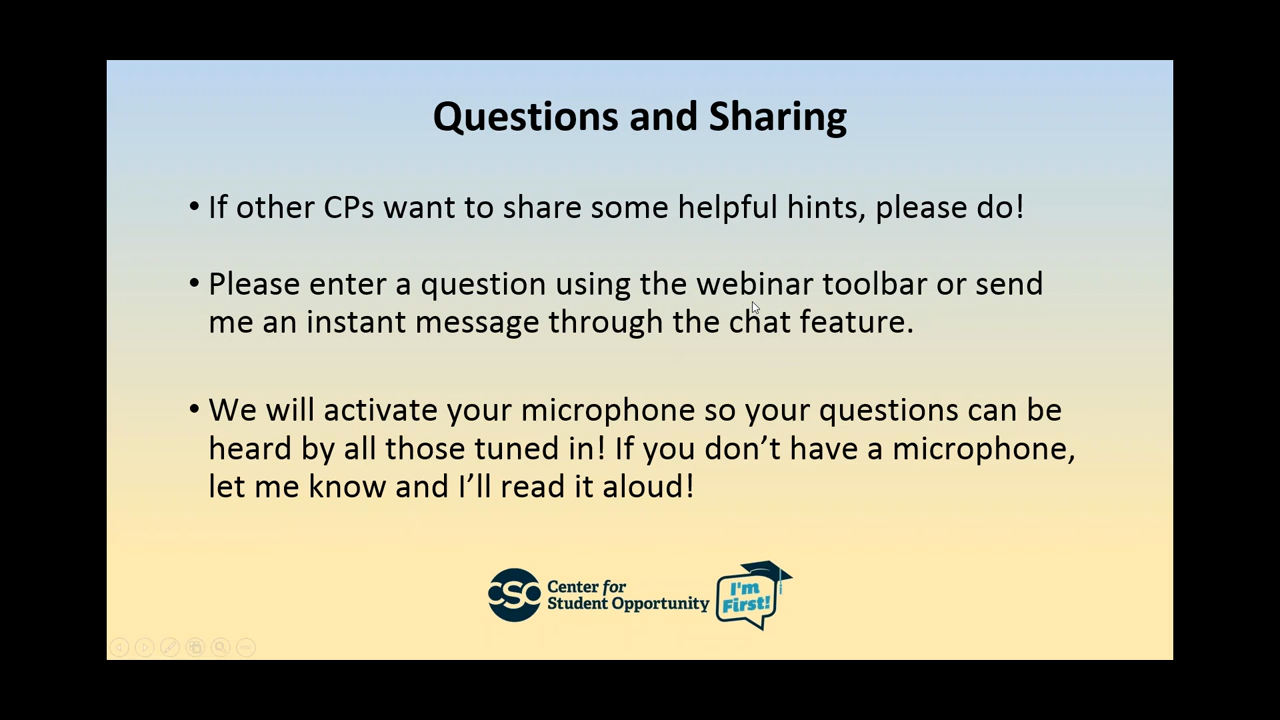 Questions and Sharing
• If other CPs want to share some helpful hints, please do!
• Please enter a question using the webinar toolbar or send
me an instant message through the chat feature.
• We will activate your microphone so your questions can be
heard by all those tuned in! If you don’t have a microphone,
let me know and I’ll read it aloud!
CSO Center for
Student Opportunity
I'm
First!